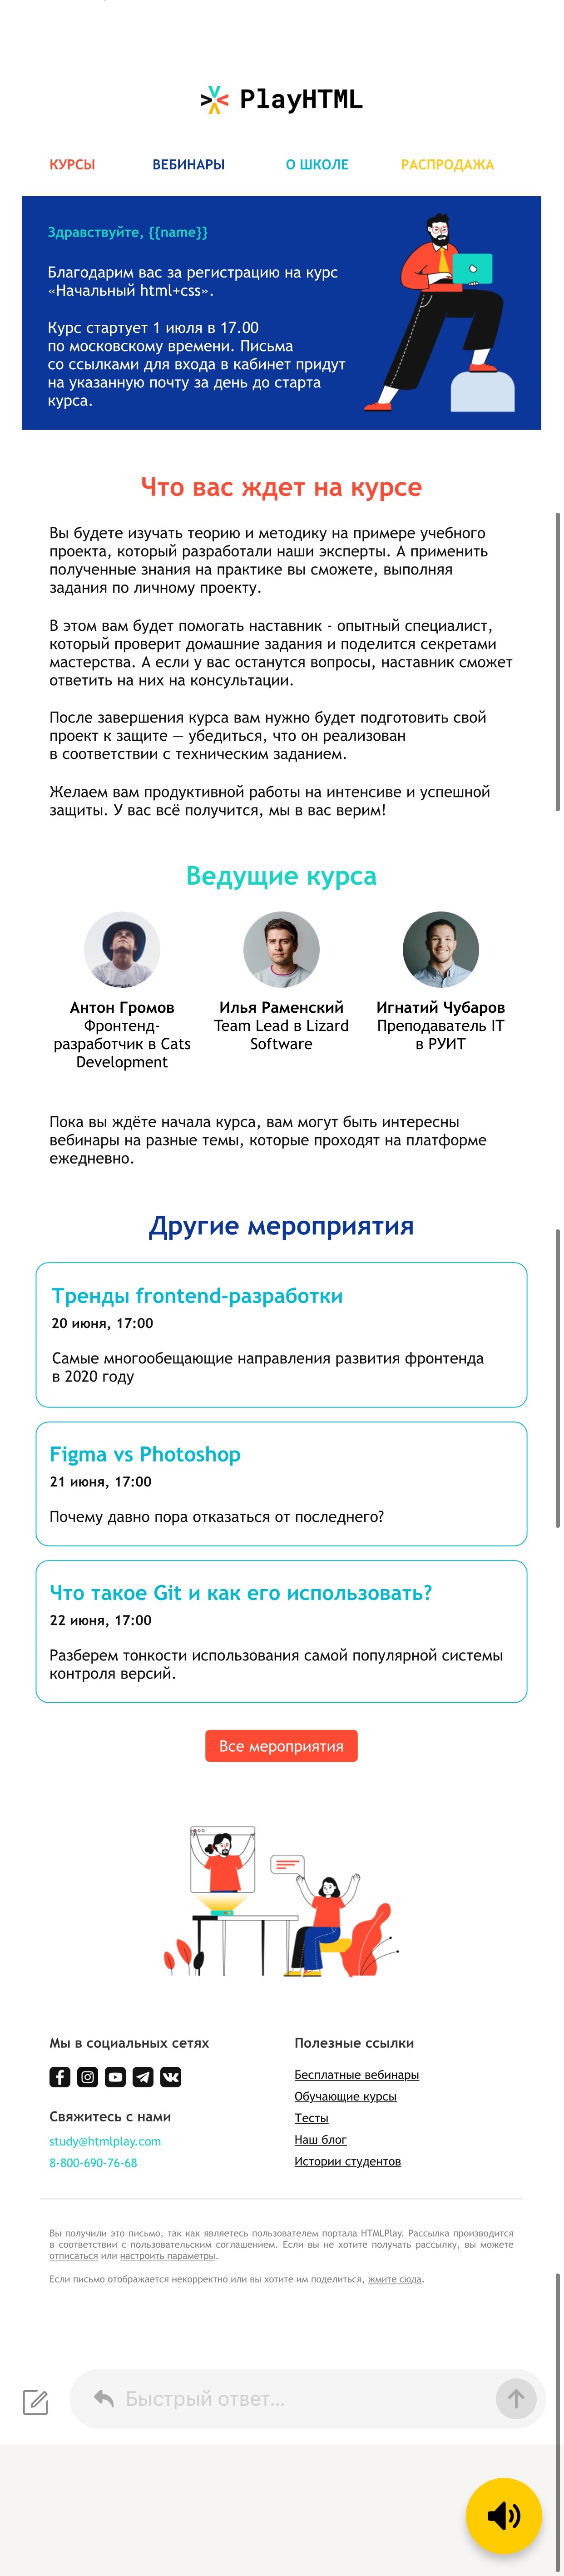 PlayHTML
КУРСЫ ВЕБИНАРЫ О ШКОЛЕ РАСПРОДАЖА
Здравствуйте, {{name}}
Благодарим вас за регистрацию на курс
«Начальный html+css».
Курс стартует 1 июля в 17.00
по московскому времени. Письма
со ссылками для входа в кабинет придут
на указанную почту за день до старта
курса.
Что вас ждет на курсе
Вы будете изучать теорию и методику на примере учебного
проекта, который разработали наши эксперты. А применить
полученные знания на практике вы сможете, выполняя
задания по личному проекту.
В этом вам будет помогать наставник - опытный специалист,
который проверит домашние задания и поделится секретами
мастерства. А если у вас останутся вопросы, наставник сможет
ответить на них на консультации.
После завершения курса вам нужно будет подготовить свой
проект к защите — убедиться, что он реализован
в соответствии с техническим заданием.
Желаем вам продуктивной работы на интенсиве и успешной
защиты. У вас всё получится, мы в вас верим!
Ведущие курса
Антон Громов
Фронтенд-
разработчик в Cats
Development
Илья Раменский
Team Lead в Lizard
Software
Игнатий Чубаров
Преподаватель IT
в РУИТ
Пока вы ждёте начала курса, вам могут быть интересны
вебинары на разные темы, которые проходят на платформе
ежедневно.
Другие мероприятия
Тренды frontend-разработки
20 июня, 17:00
Самые многообещающие направления развития фронтенда
в 2020 году
Figma vs Photoshop
21 июня, 17:00
Почему давно пора отказаться от последнего?
Что такое Git и как его использовать?
22 июня, 17:00
Разберем тонкости использования самой популярной системы
контроля версий.
Все мероприятия
Мы в социальных сетях
Свяжитесь с нами
study@htmlplay.com
8-800-690-76-68
Полезные ссылки
Бесплатные вебинары
Обучающие курсы
Тесты
Наш блог
Истории студентов
Вы получили это письмо, так как являетесь пользователем портала HTMLPlay. Рассылка производится
в соответствии с пользовательским соглашением. Если вы не хотите получать рассылку, вы можете
отписаться или настроить параметры.
Если письмо отображается некорректно или вы хотите им поделиться, жмите сюда.
Быстрый ответ...